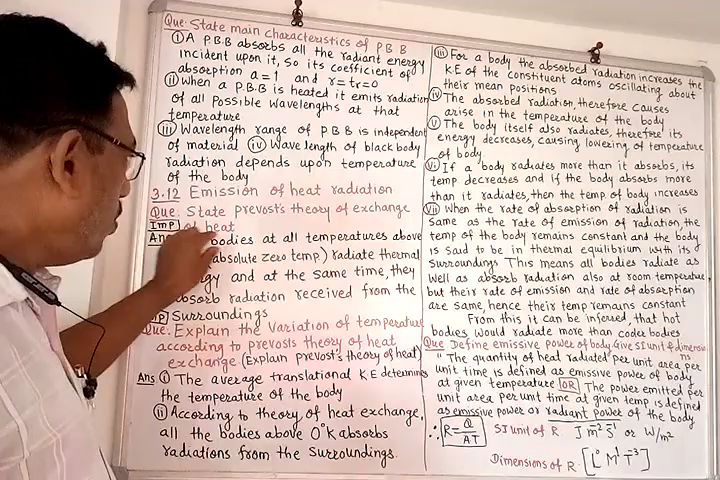 Que: State main characteristics of P B B
(i) A P.B.B absorbs all the radiant energy
incident upon it, so its coefficient of
absorption a=1 and r=tr=0
(ii) When a P.B.B is heated it emits radiation
of all Possible Wavelengths at that
temperature
(iii) Wavelength range of P B B is independent
of material (iv) Wave length of black body
radiation depends upon temperature
of the body
3.12 Emission of heat radiation
Que: State prevost's theory of exchange
IMP of heat
Ans bodies at all temperatures above
(absolute zero temp) radiate thermal
and at the same time, they
absorb radiation received from the
Surroundings
Que: Explain the Variation of temperature
according to prevosts theory of heat
exchange (Explain prevost's theory of heat)
Ans (i) The average translational K E determines
the temperature of the body
(ii) According to theory of heat exchange,
all the bodies above 0°K absorbs
radiations from the Surroundings.
(iii) For a body the absorbed radiation increases the
K E of the constituent atoms oscillating about
their mean positions
(iv) The absorbed radiation, therefore causes
arise in the temperature of the body
(v) The body itself also radiates, therefore its
energy decreases, causing lowering of temperature
of body.
(vi) If a body radiates more than it absorbs, its
temp decreases and if the body absorbs more
than it radiates, then the temp of body increases
(vii) When the rate of absorption of radiation is
same as the rate of emission of radiation, the
temp of the body remains constant and the body
is said to be in thermal equilibrium with its
Surroundings This means all bodies radiate as
Well as absorb radiation also at room temperature
but their rate of emission and rate of absorption
are same, hence their temp remains constant
From this it can be infered, that hot
bodies would radiate more than cooler bodies
Que Define emissive power of body Give SI unit & dimensions
"The quantity of heat radiated per unit area per
unit time is defined as emissive power of body
at given temperature OR The power emitted per
unit area per unit time at given temp is defined
as emissive power or radiant power of the body
∴ R = Q/AT SI unit of R. J m⁻² S⁻¹ or W/m²
Dimensions of R: [L⁰ M¹ T⁻³]